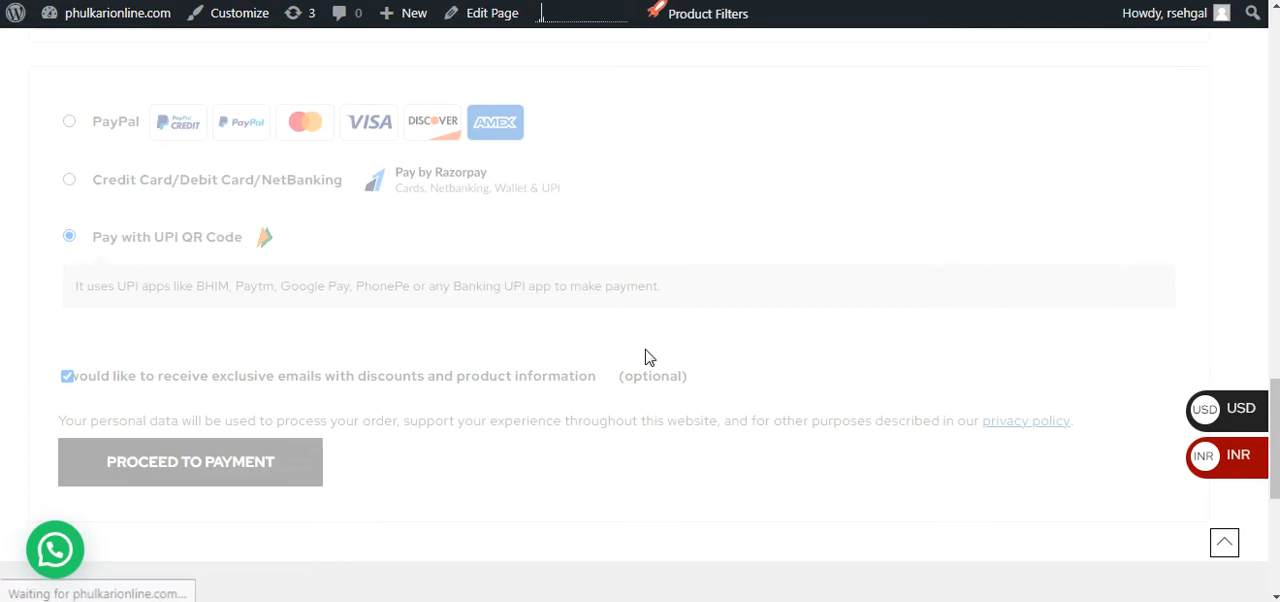 phulkarionline.com Customize 3 0 New Edit Page Product Filters Howdy, rsehgal
PayPal PayPal CREDIT PayPal VISA DISCOVER AMEX
Credit Card/Debit Card/NetBanking Pay by Razorpay
Cards, Netbanking, Wallet & UPI
Pay with UPI QR Code
It uses UPI apps like BHIM, Paytm, Google Pay, PhonePe or any Banking UPI app to make payment.
would like to receive exclusive emails with discounts and product information (optional)
USD USD
Your personal data will be used to process your order, support your experience throughout this website, and for other purposes described in our privacy policy.
INR INR
PROCEED TO PAYMENT
Waiting for phulkarionline.com...